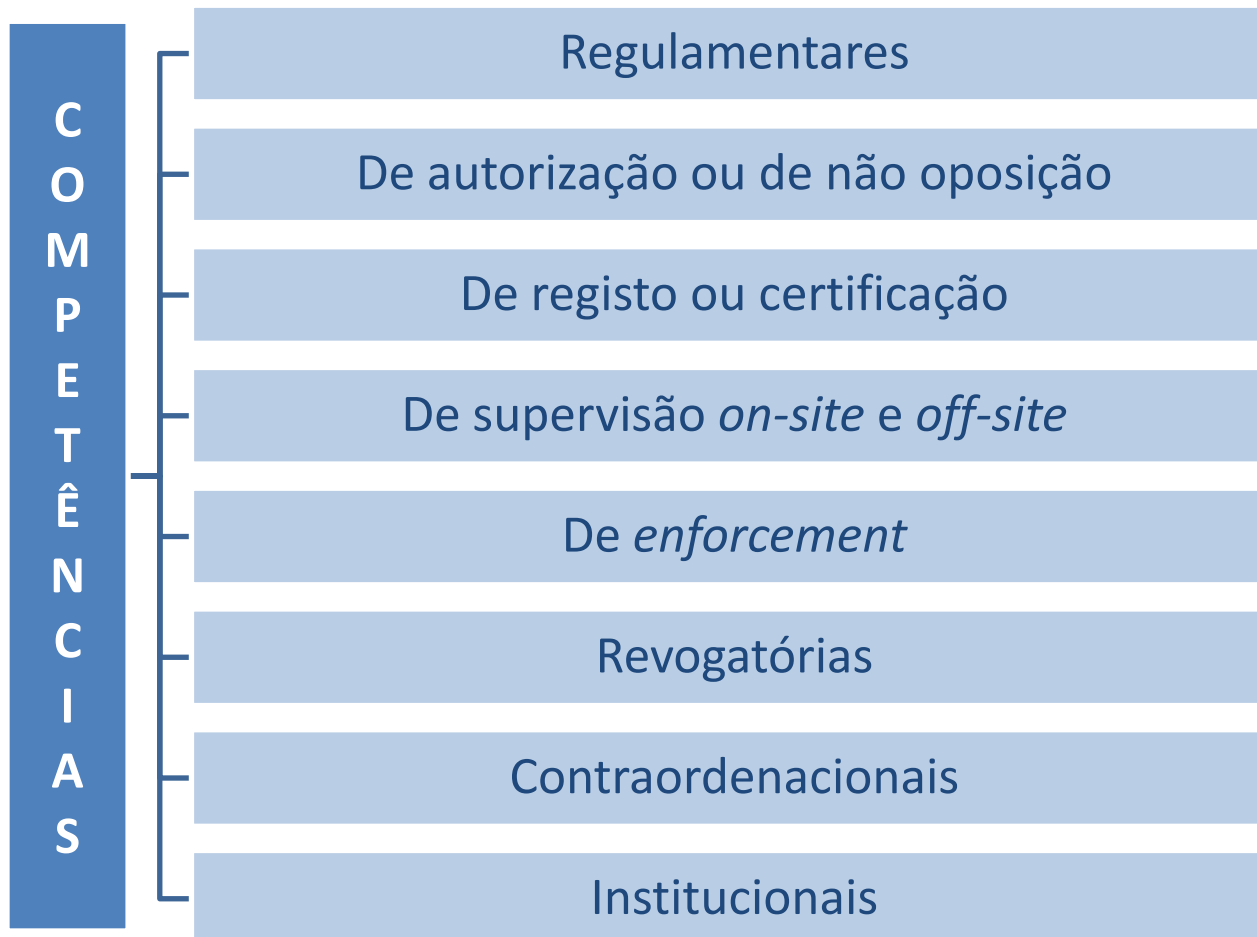 COMPETÊNCIAS
Regulamentares
De autorização ou de não oposição
De registo ou certificação
De supervisão on-site e off-site
De enforcement
Revogatórias
Contraordenacionais
Institucionais